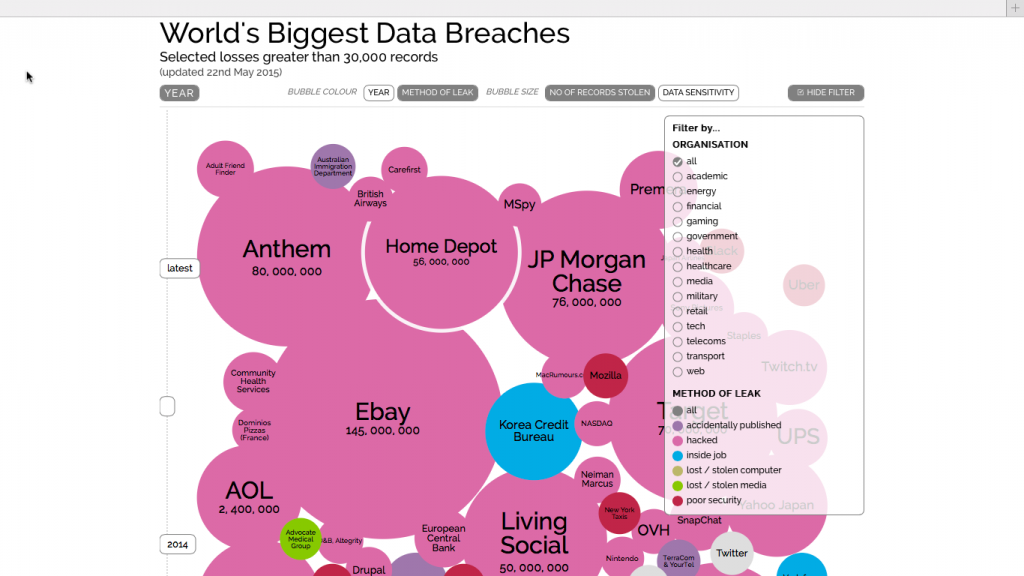 World's Biggest Data Breaches
Selected losses greater than 30,000 records
(updated 22nd May 2015)
YEAR
BUBBLE COLOUR
YEAR
METHOD OF LEAK
BUBBLE SIZE
NO OF RECORDS STOLEN
DATA SENSITIVITY
HIDE FILTER
Adult Friend
Finder
Australian
Immigration
Department
Carefirst
British
Airways
MSpy
Anthem
80, 000, 000
Home Depot
56, 000, 000
JP Morgan
Chase
76, 000, 000
latest
Community
Health
Services
Dominios
Pizzas
(France)
Ebay
145, 000, 000
MacRumours.c
Mozilla
Korea Credit
Bureau
NASDAQ
Neiman
Marcus
AOL
2, 400, 000
New York
Taxis
OVH
SnapChat
2014
Advocate
Medical
Group
Allegrity
European
Central
Bank
Living
Social
50, 000, 000
Drupal
Nintendo
TerraCom
& YourTel
Twitter
Filter by...
ORGANISATION
all
academic
energy
financial
gaming
government
health
healthcare
media
military
retail
tech
telecoms
transport
web
METHOD OF LEAK
all
accidentally published
hacked
inside job
lost / stolen computer
lost / stolen media
poor security
Uber
Staples
Twitch.tv
Target
UPS
Yahoo Japan